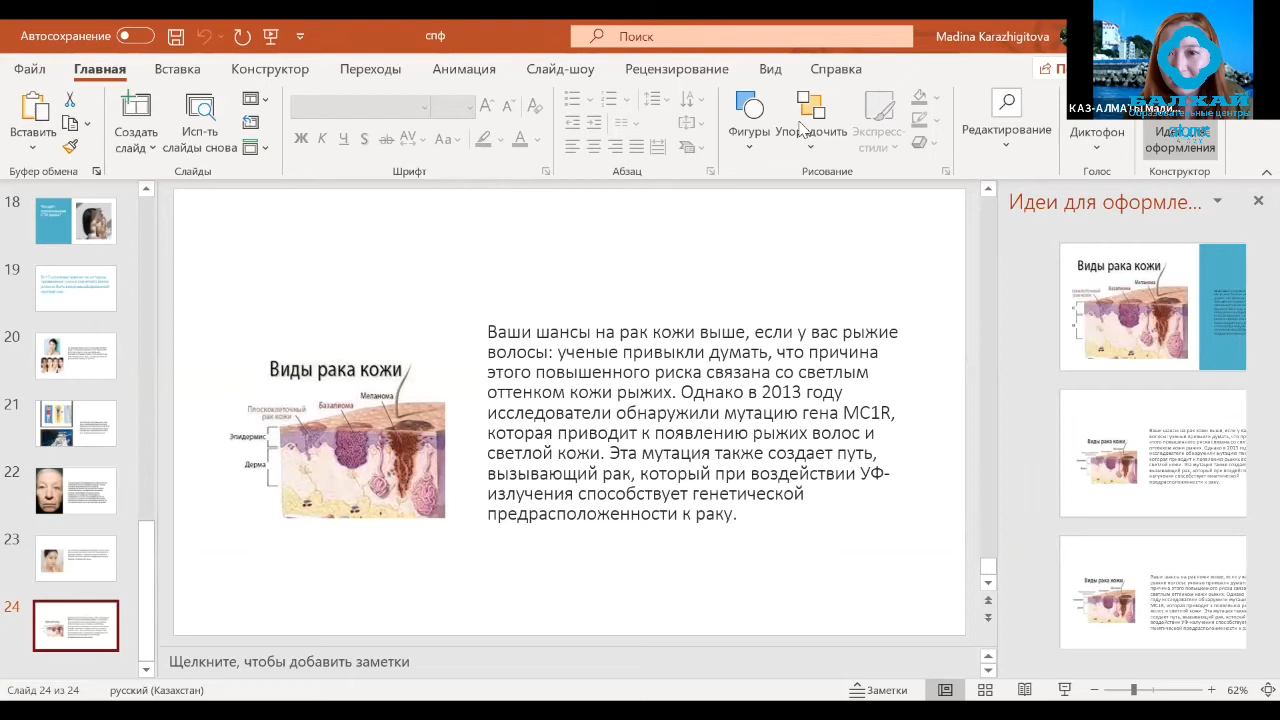 Автосохранение
спф
Поиск
Madina Karazhigitova
Файл
Главная
Вставка
Конструктор
Переходы
Анимация
Слайд-шоу
Рецензирование
Вид
Справка
КАЗ-АЛМАТЫ
БАЛХАЙ
Образовательные центры
Вставить
Создать слайд
Исп-ть слайды снова
Ж
Ч
Aa
Фигуры
Упорядочить
Экспресс-стили
Редактирование
Диктофон
оформления
Буфер обмена
Слайды
Шрифт
Абзац
Рисование
Голос
Конструктор
18
19
20
21
22
23
24
Виды рака кожи
Плоскоклеточный
рак кожи
Базалиома
Меланома
Эпидермис
Дерма
Ваши шансы на рак кожи выше, если у вас рыжие
волосы: ученые привыкли думать, что причина
этого повышенного риска связана со светлым
оттенком кожи рыжих. Однако в 2013 году
исследователи обнаружили мутацию гена MC1R,
которая приводит к появлению рыжих волос и
светлой кожи. Эта мутация также создает путь,
вызывающий рак, который при воздействии УФ-
излучения способствует генетической
предрасположенности к раку.
Идеи для оформле...
Виды рака кожи
Виды рака кожи
Виды рака кожи
Щелкните, чтобы добавить заметки
Слайд 24 из 24
русский (Казахстан)
Заметки
62%